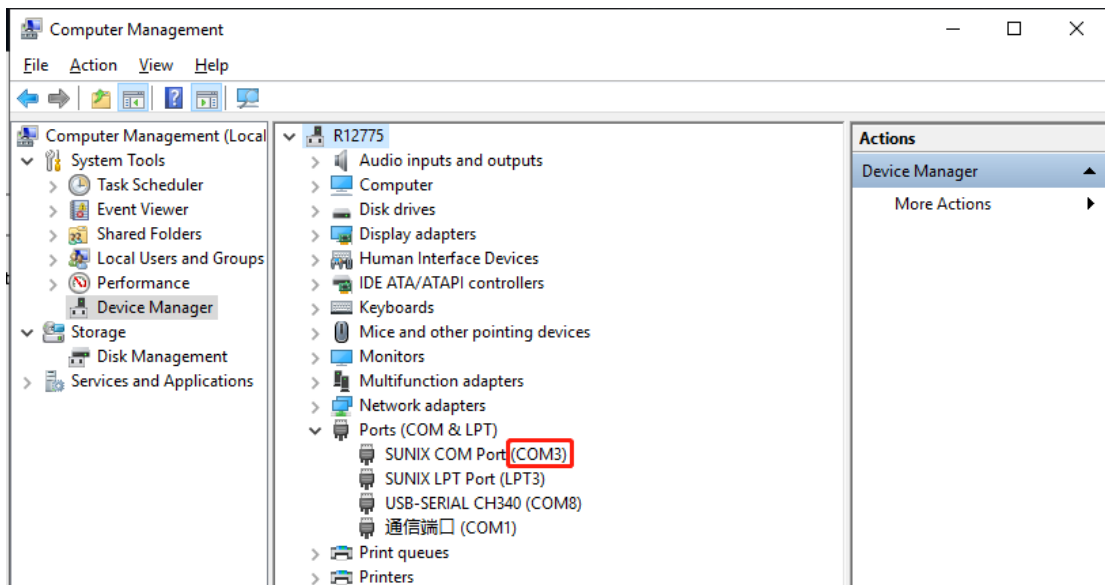 Computer Management
File Action View Help
Computer Management (Local
System Tools
Task Scheduler
Event Viewer
Shared Folders
Local Users and Groups
Performance
Device Manager
Storage
Disk Management
Services and Applications
R12775
Audio inputs and outputs
Computer
Disk drives
Display adapters
Human Interface Devices
IDE ATA/ATAPI controllers
Keyboards
Mice and other pointing devices
Monitors
Multifunction adapters
Network adapters
Ports (COM & LPT)
SUNIX COM Port (COM3)
SUNIX LPT Port (LPT3)
USB-SERIAL CH340 (COM8)
通信端口 (COM1)
Print queues
Printers
Actions
Device Manager
More Actions